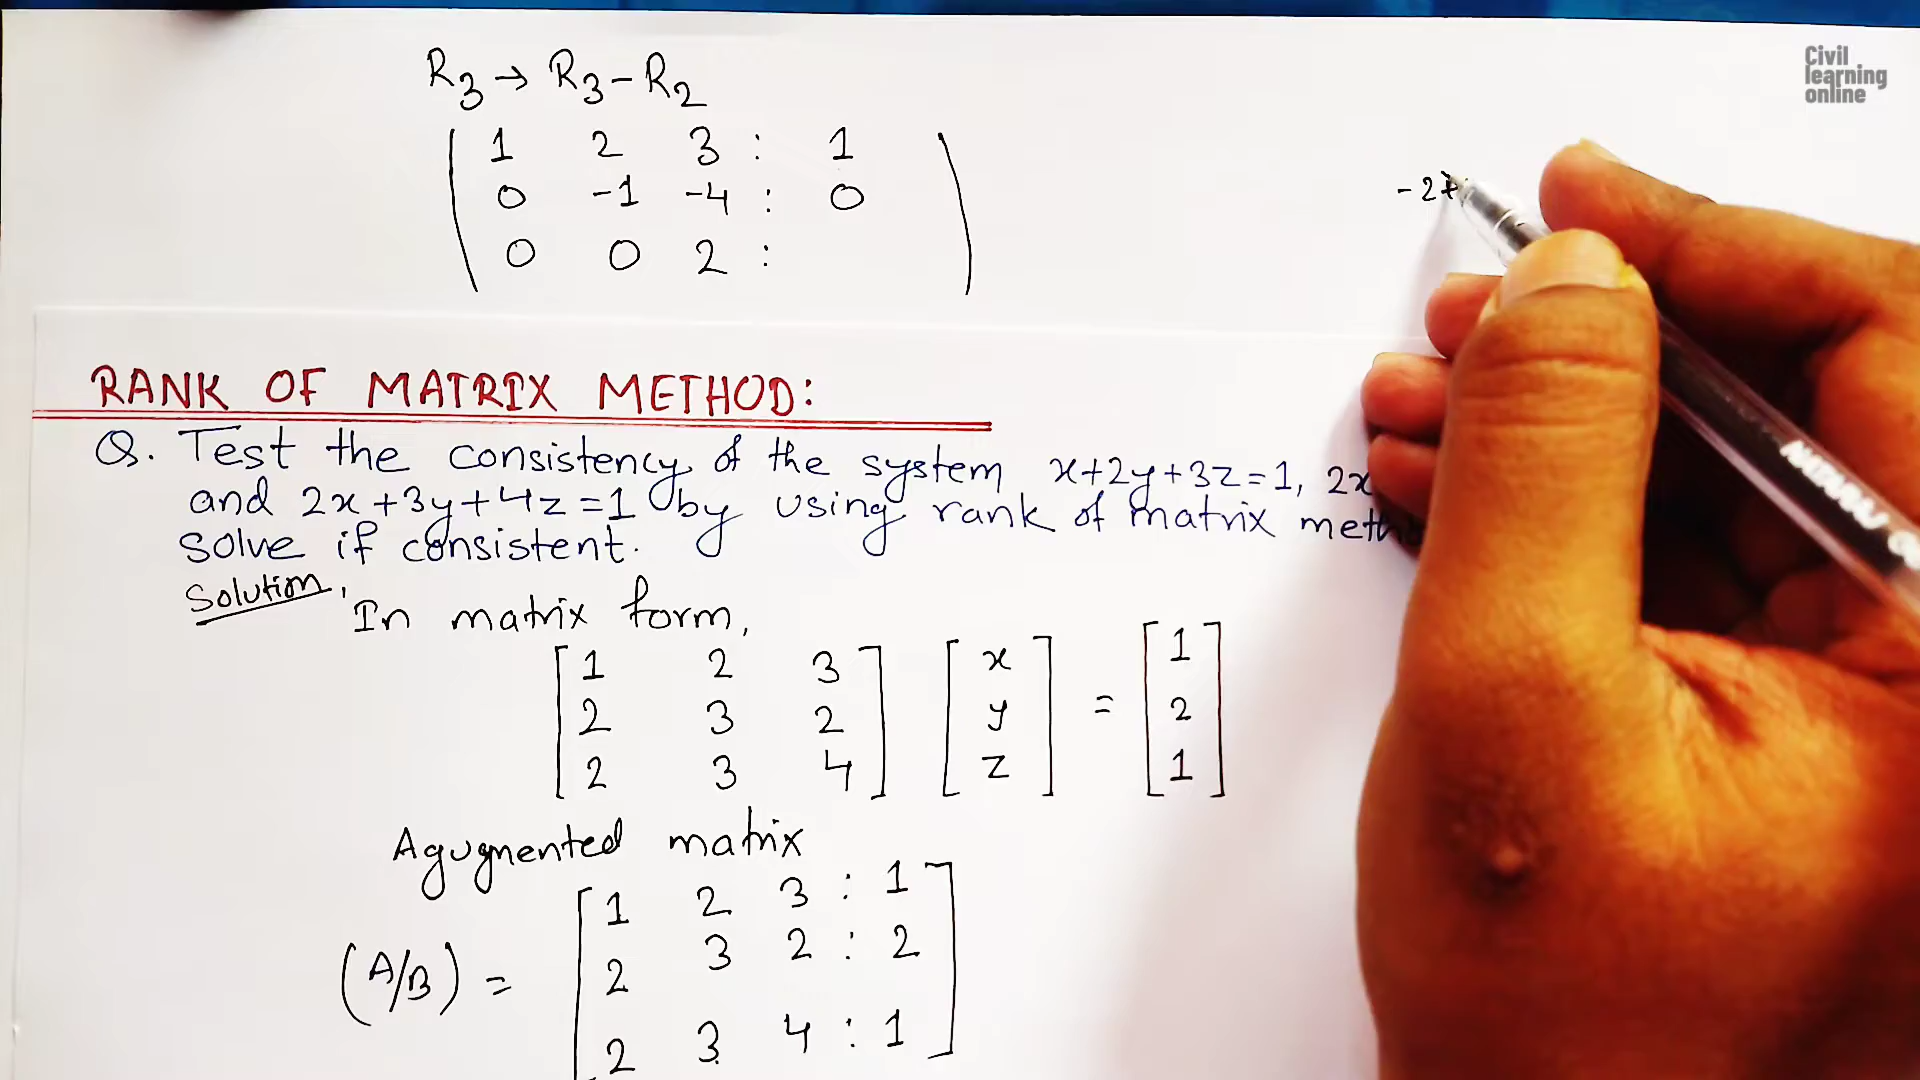 Civil
learning
online
R3 → R3 - R2
1 2 3 : 1
0 -1 -4 : 0
0 0 2 :
-2
RANK OF MATRIX METHOD:
Q. Test the consistency of the system x+2y+3z=1, 2x
and 2x+3y+4z=1 by using rank of matrix
solve if consistent.
Solution,
In matrix form,
[1 2 3] [x] = [1]
[2 3 2] [y] [2]
[2 3 4] [z] [1]
Agugnented matrix
(A/B) =
[1 2 3 : 1]
[2 3 2 : 2]
[2 3 4 : 1]